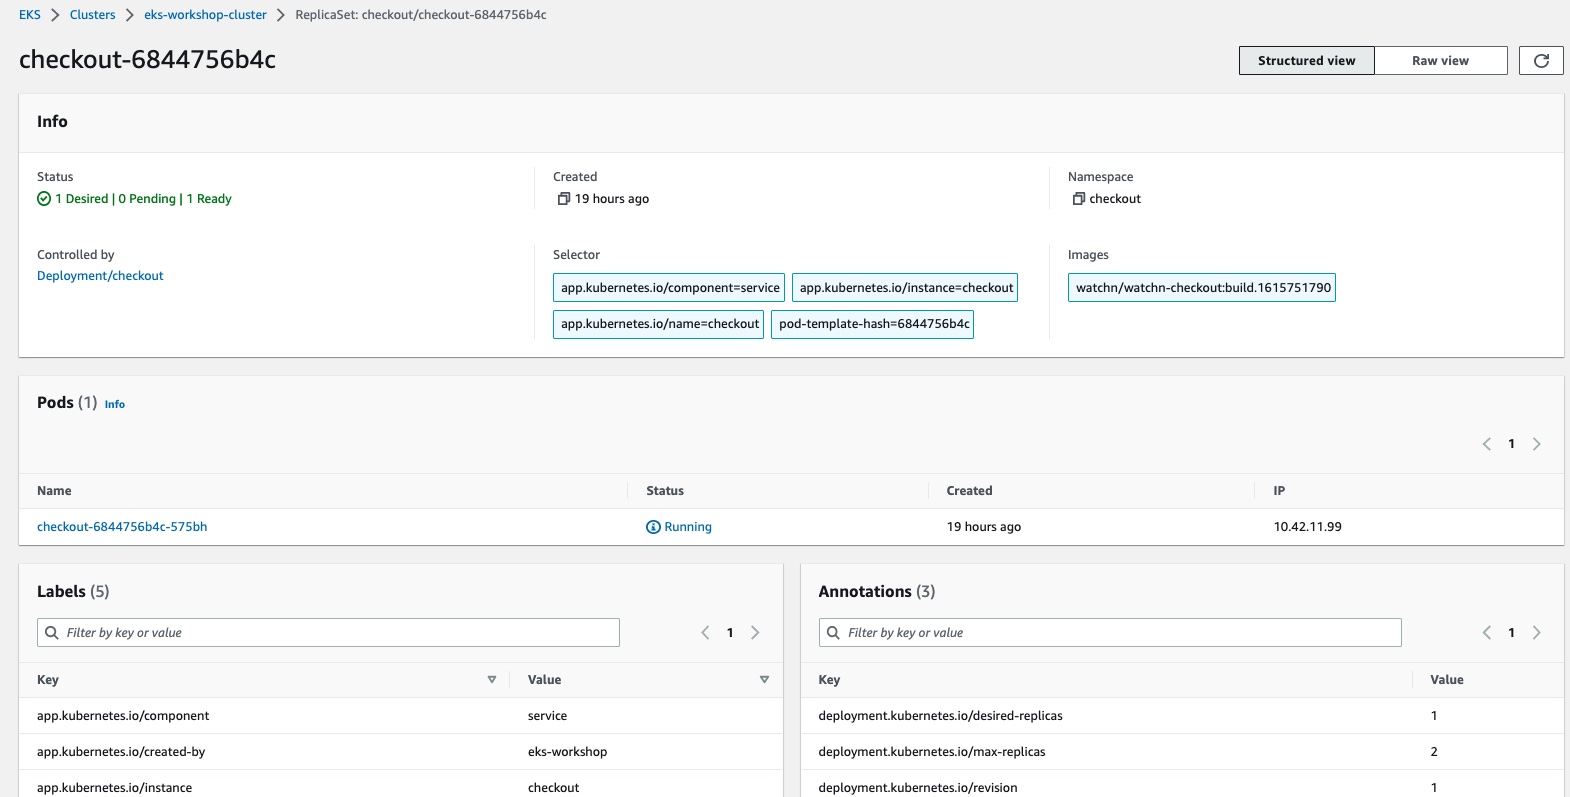 EKS > Clusters > eks-workshop-cluster > ReplicaSet: checkout/checkout-6844756b4c
checkout-6844756b4c
Structured view Raw view
Info
Status Created Namespace
1 Desired | 0 Pending | 1 Ready 19 hours ago checkout
Controlled by Selector Images
Deployment/checkout
app.kubernetes.io/component=service app.kubernetes.io/instance=checkout watchn/watchn-checkout:build.1615751790
app.kubernetes.io/name=checkout pod-template-hash=6844756b4c
Pods (1) Info
1
Name Status Created IP
checkout-6844756b4c-575bh Running 19 hours ago 10.42.11.99
Labels (5)
Filter by key or value 1
Key Value
app.kubernetes.io/component service
app.kubernetes.io/created-by eks-workshop
app.kubernetes.io/instance checkout
Annotations (3)
Filter by key or value 1
Key Value
deployment.kubernetes.io/desired-replicas 1
deployment.kubernetes.io/max-replicas 2
deployment.kubernetes.io/revision 1